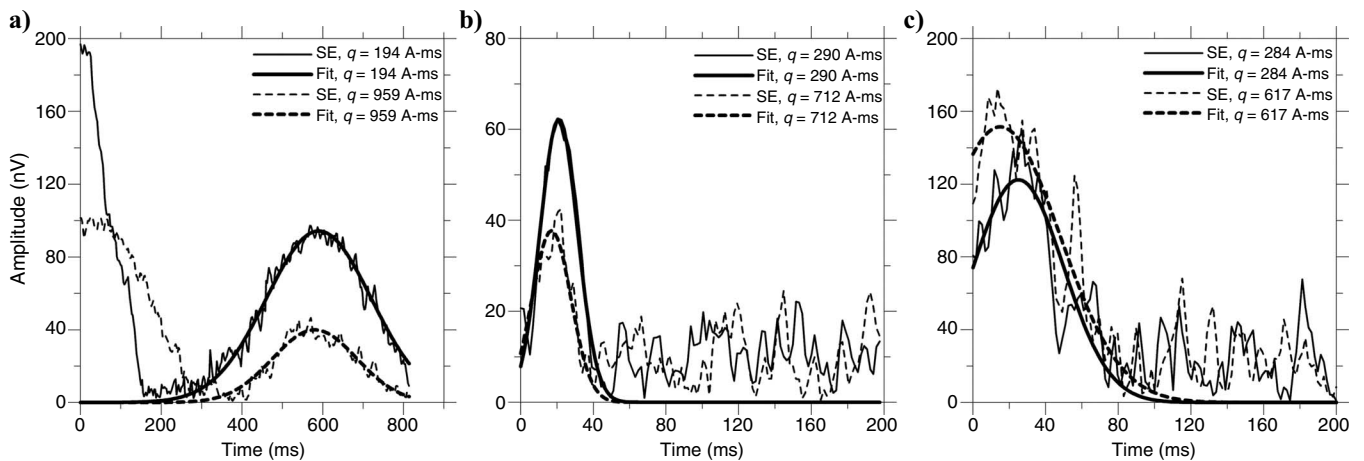 a)
200
160
120
80
40
0
Amplitude (nV)
0 200 400 600 800
Time (ms)
SE, q = 194 A-ms
Fit, q = 194 A-ms
SE, q = 959 A-ms
Fit, q = 959 A-ms
b)
80
60
40
20
0
0 40 80 120 160 200
Time (ms)
SE, q = 290 A-ms
Fit, q = 290 A-ms
SE, q = 712 A-ms
Fit, q = 712 A-ms
c)
200
160
120
80
40
0
0 40 80 120 160 200
Time (ms)
SE, q = 284 A-ms
Fit, q = 284 A-ms
SE, q = 617 A-ms
Fit, q = 617 A-ms